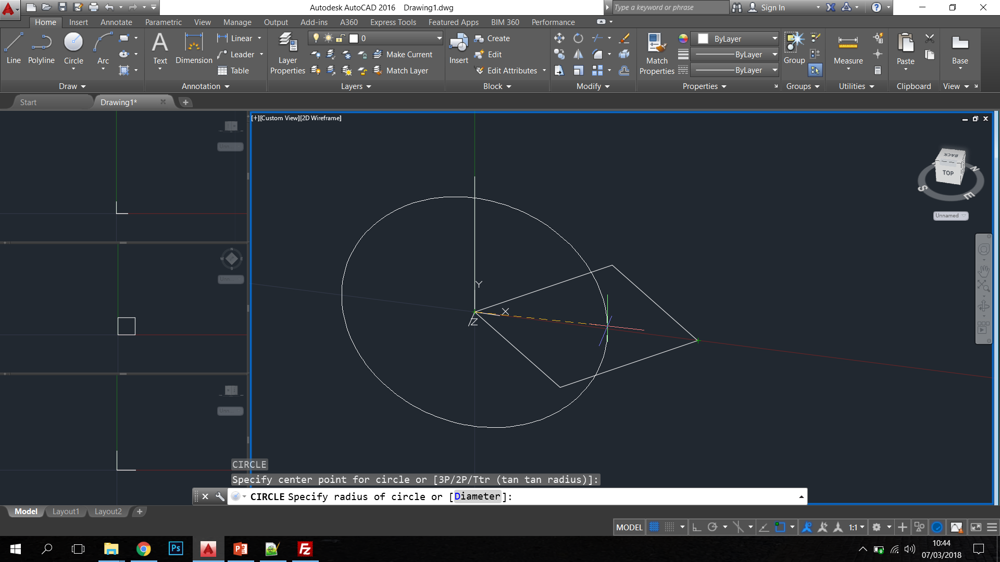 Autodesk AutoCAD 2016 Drawing1.dwg
Type a keyword or phrase
Sign In
Home Insert Annotate Parametric View Manage Output Add-ins A360 Express Tools Featured Apps BIM 360 Performance
Line
Polyline
Circle
Arc
Draw
Text
Dimension
Linear
Leader
Table
Annotation
Layer
Properties
0
Make Current
Match Layer
Layers
Insert
Create
Edit
Edit Attributes
Block
Modify
Match
Properties
ByLayer
ByLayer
ByLayer
Properties
Group
Groups
Measure
Utilities
Paste
Clipboard
Base
View
Start
Drawing1*
[+][Custom View][2D Wireframe]
BACK
TOP
N
S
E
Unnamed
Y
X
Z
N
W
E
S
CIRCLE
Specify center point for circle or [3P/2P/Ttr (tan tan radius)]:
CIRCLE Specify radius of circle or [Diameter]:
Model Layout1 Layout2
MODEL
1:1
Ps
P
Fz
10:44
07/03/2018